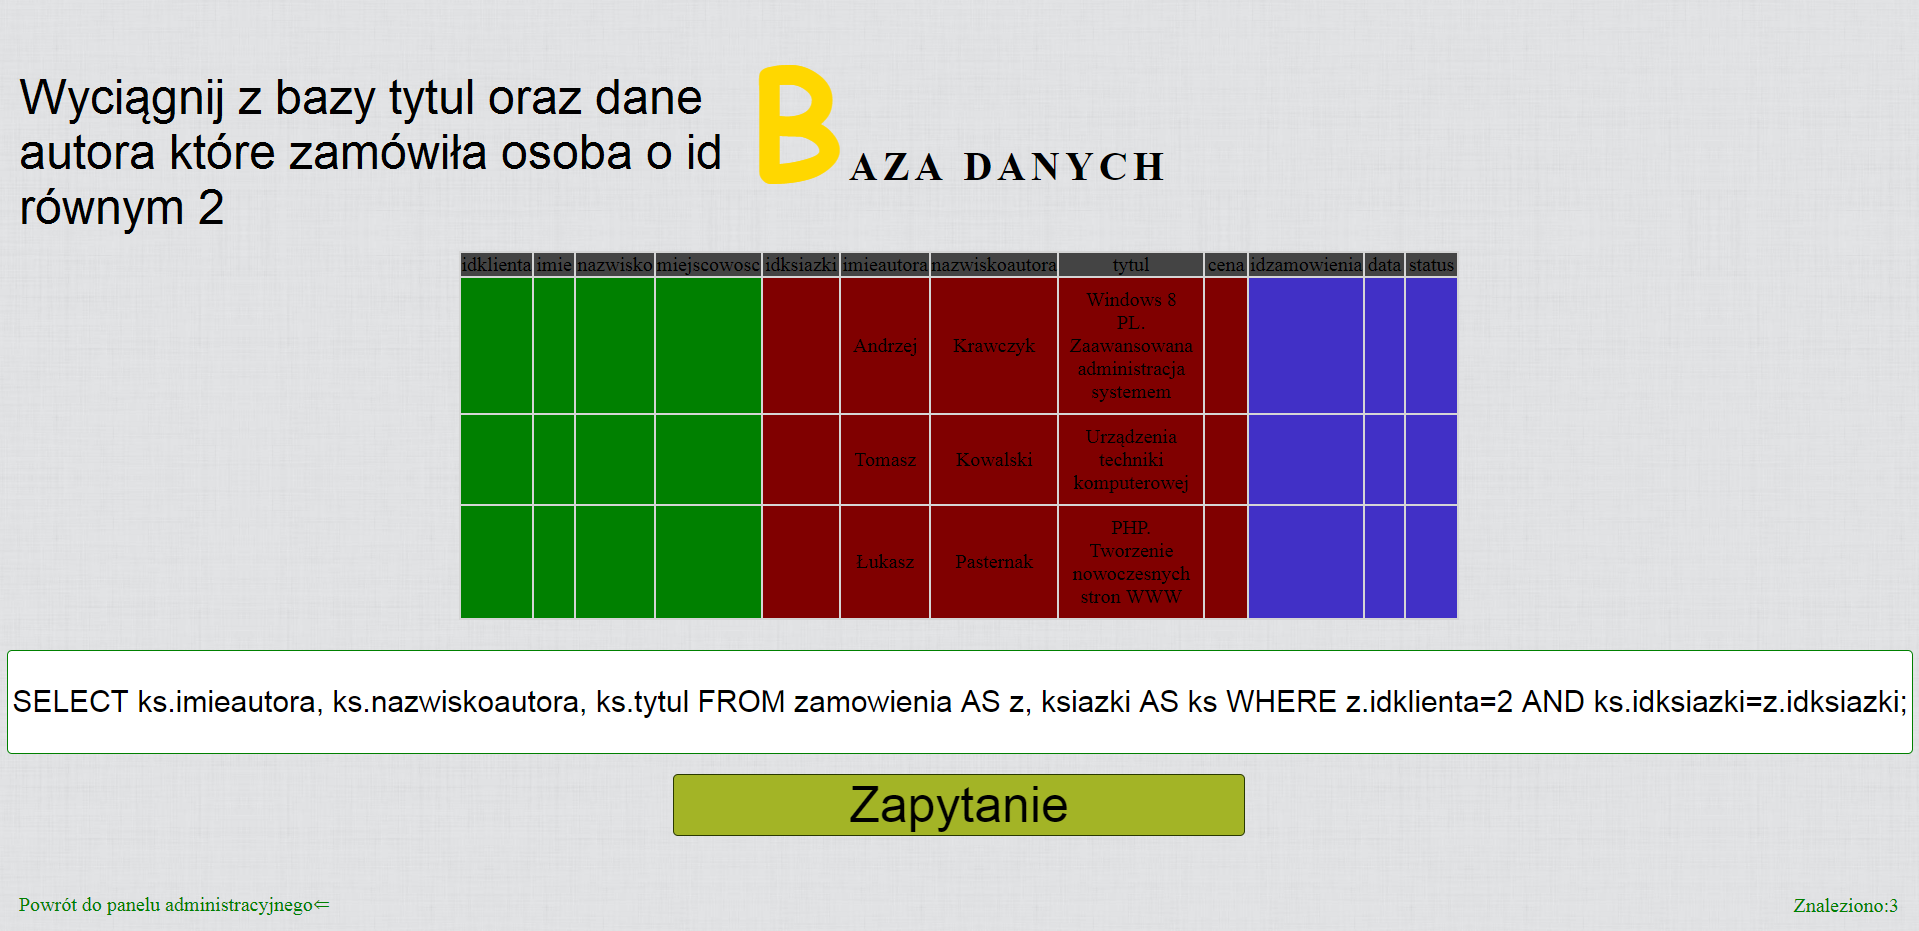 Wyciągnij z bazy tytul oraz dane
autora które zamówiła osoba o id
równym 2
BAZA DANYCH
idklienta imie nazwisko miejscowosc idksiazki imieautora nazwiskoautora tytul cena idzamowienia data status
Andrzej Krawczyk Windows 8
PL.
Zaawansowana
administracja
systemem
Tomasz Kowalski Urządzenia
techniki
komputerowej
Łukasz Pasternak PHP.
Tworzenie
nowoczesnych
stron WWW
SELECT ks.imieautora, ks.nazwiskoautora, ks.tytul FROM zamowienia AS z, ksiazki AS ks WHERE z.idklienta=2 AND ks.idksiazki=z.idksiazki;
Zapytanie
Powrót do panelu administracyjnego⇐
Znaleziono:3